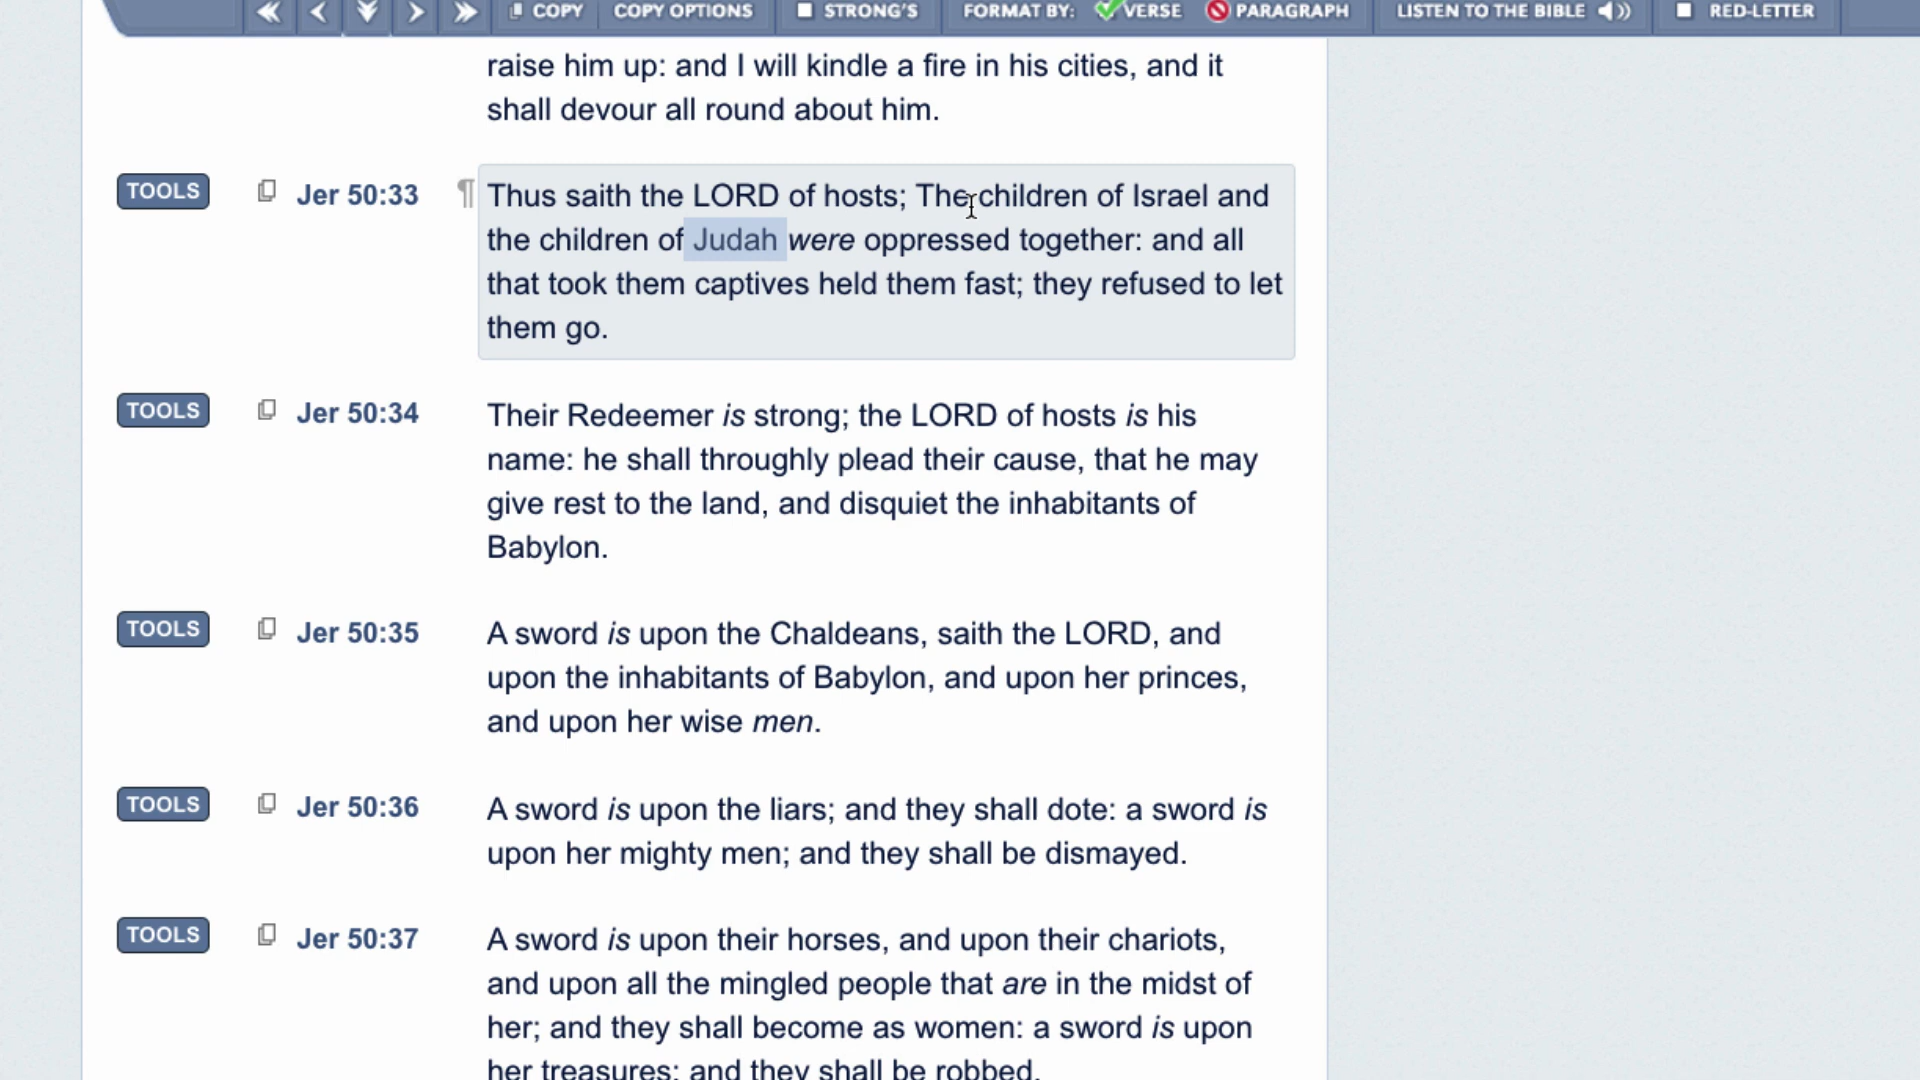 COPY COPY OPTIONS STRONG'S FORMAT BY: VERSE PARAGRAPH LISTEN TO THE BIBLE RED-LETTER
raise him up: and I will kindle a fire in his cities, and it
shall devour all round about him.
TOOLS Jer 50:33 ¶ Thus saith the LORD of hosts; The children of Israel and
the children of Judah were oppressed together: and all
that took them captives held them fast; they refused to let
them go.
TOOLS Jer 50:34 Their Redeemer is strong; the LORD of hosts is his
name: he shall throughly plead their cause, that he may
give rest to the land, and disquiet the inhabitants of
Babylon.
TOOLS Jer 50:35 A sword is upon the Chaldeans, saith the LORD, and
upon the inhabitants of Babylon, and upon her princes,
and upon her wise men.
TOOLS Jer 50:36 A sword is upon the liars; and they shall dote: a sword is
upon her mighty men; and they shall be dismayed.
TOOLS Jer 50:37 A sword is upon their horses, and upon their chariots,
and upon all the mingled people that are in the midst of
her; and they shall become as women: a sword is upon
her treasures; and they shall be robbed.